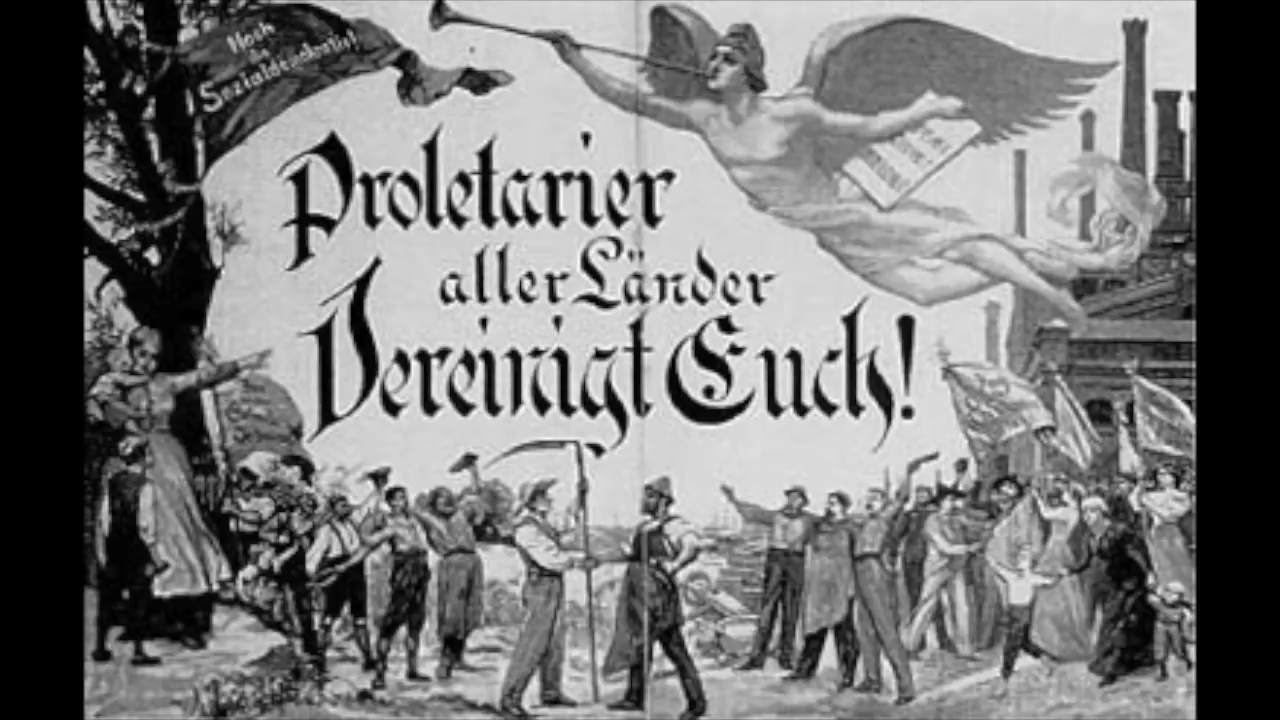 Hoch
die
Sozialdemokratie!
Proletarier
aller Länder
Vereinigt Euch!